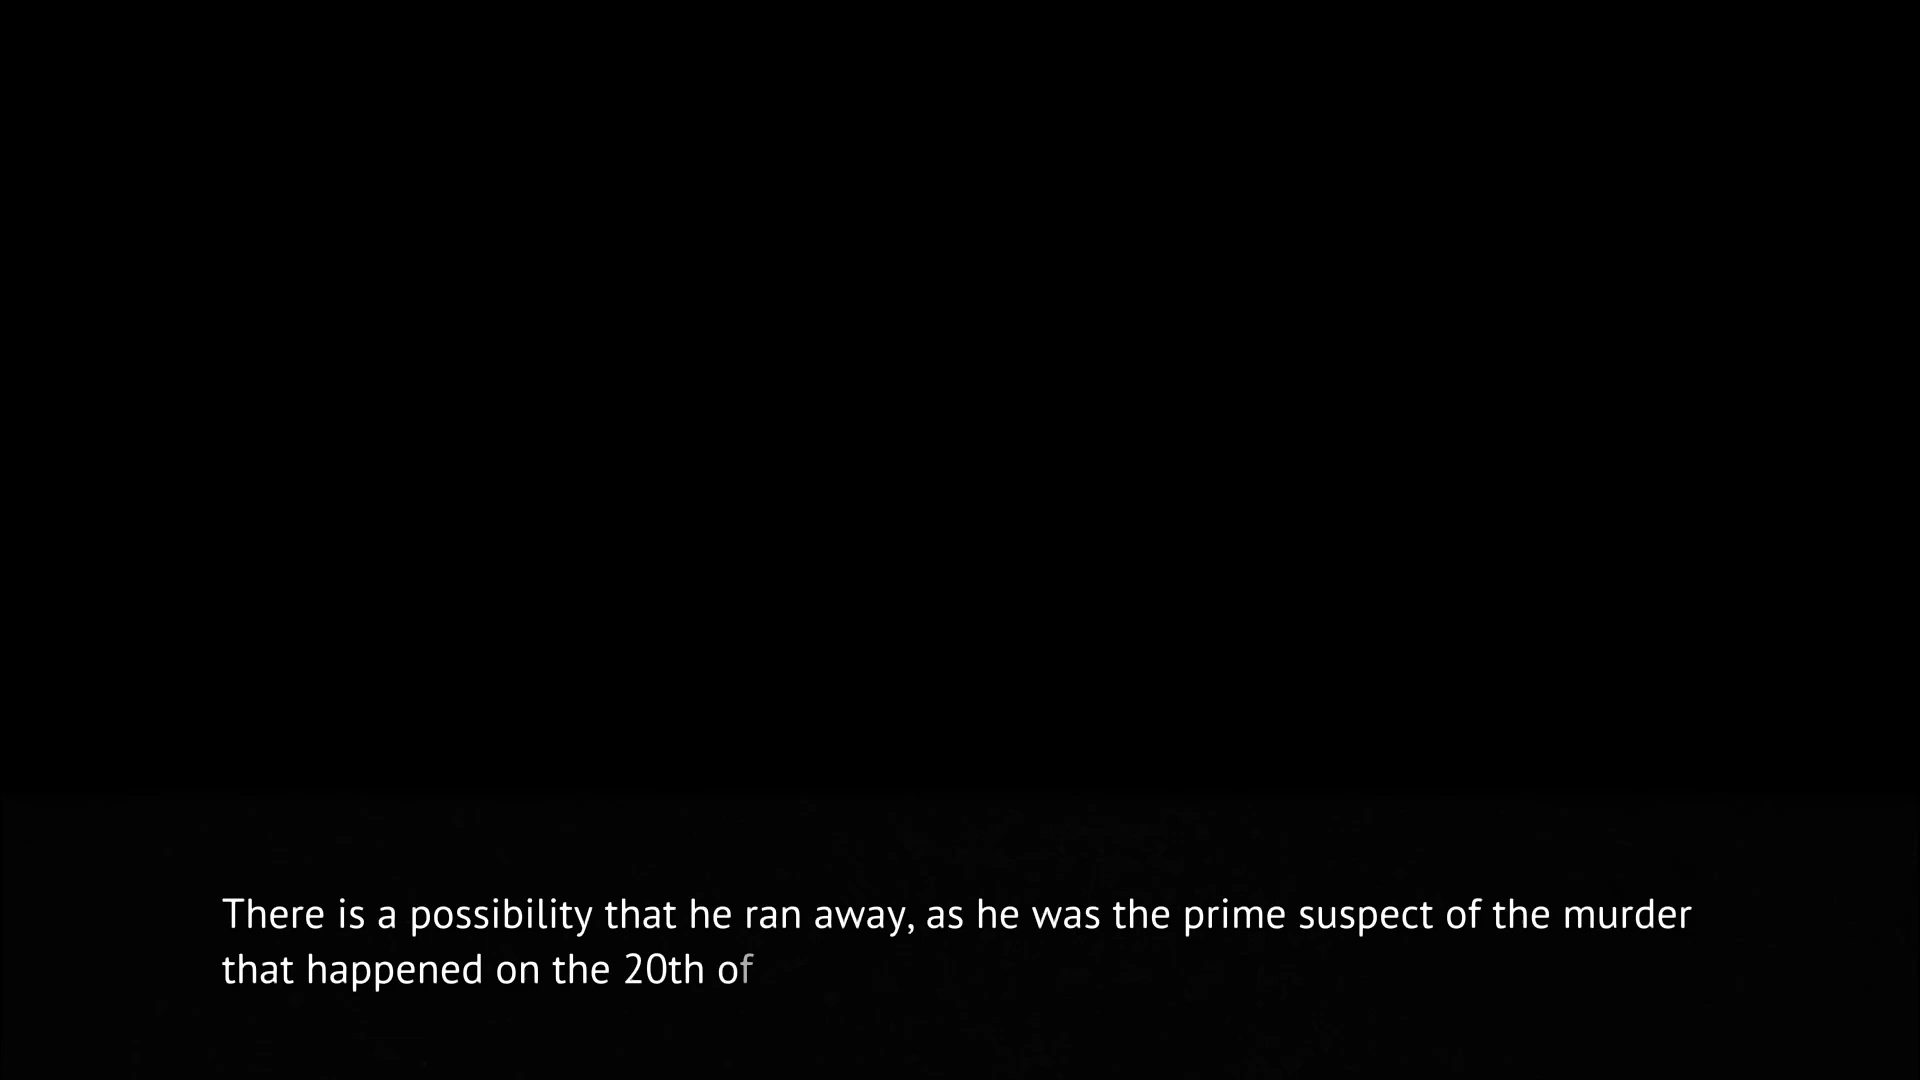 There is a possibility that he ran away, as he was the prime suspect of the murder
that happened on the 20th of